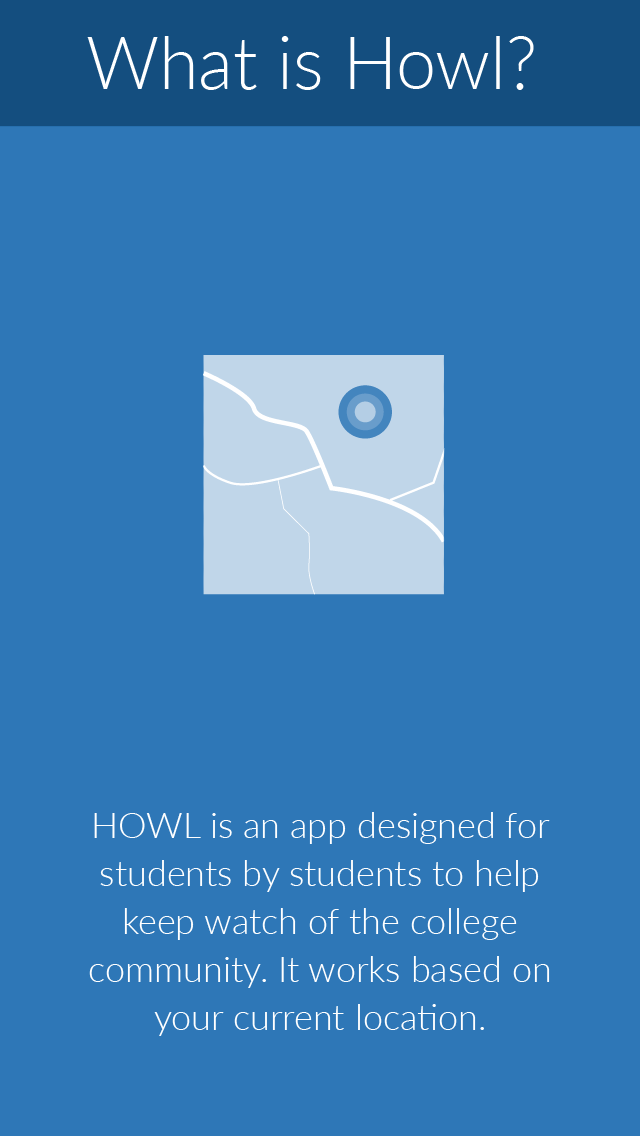 What is Howl?
HOWL is an app designed for
students by students to help
keep watch of the college
community. It works based on
your current location.